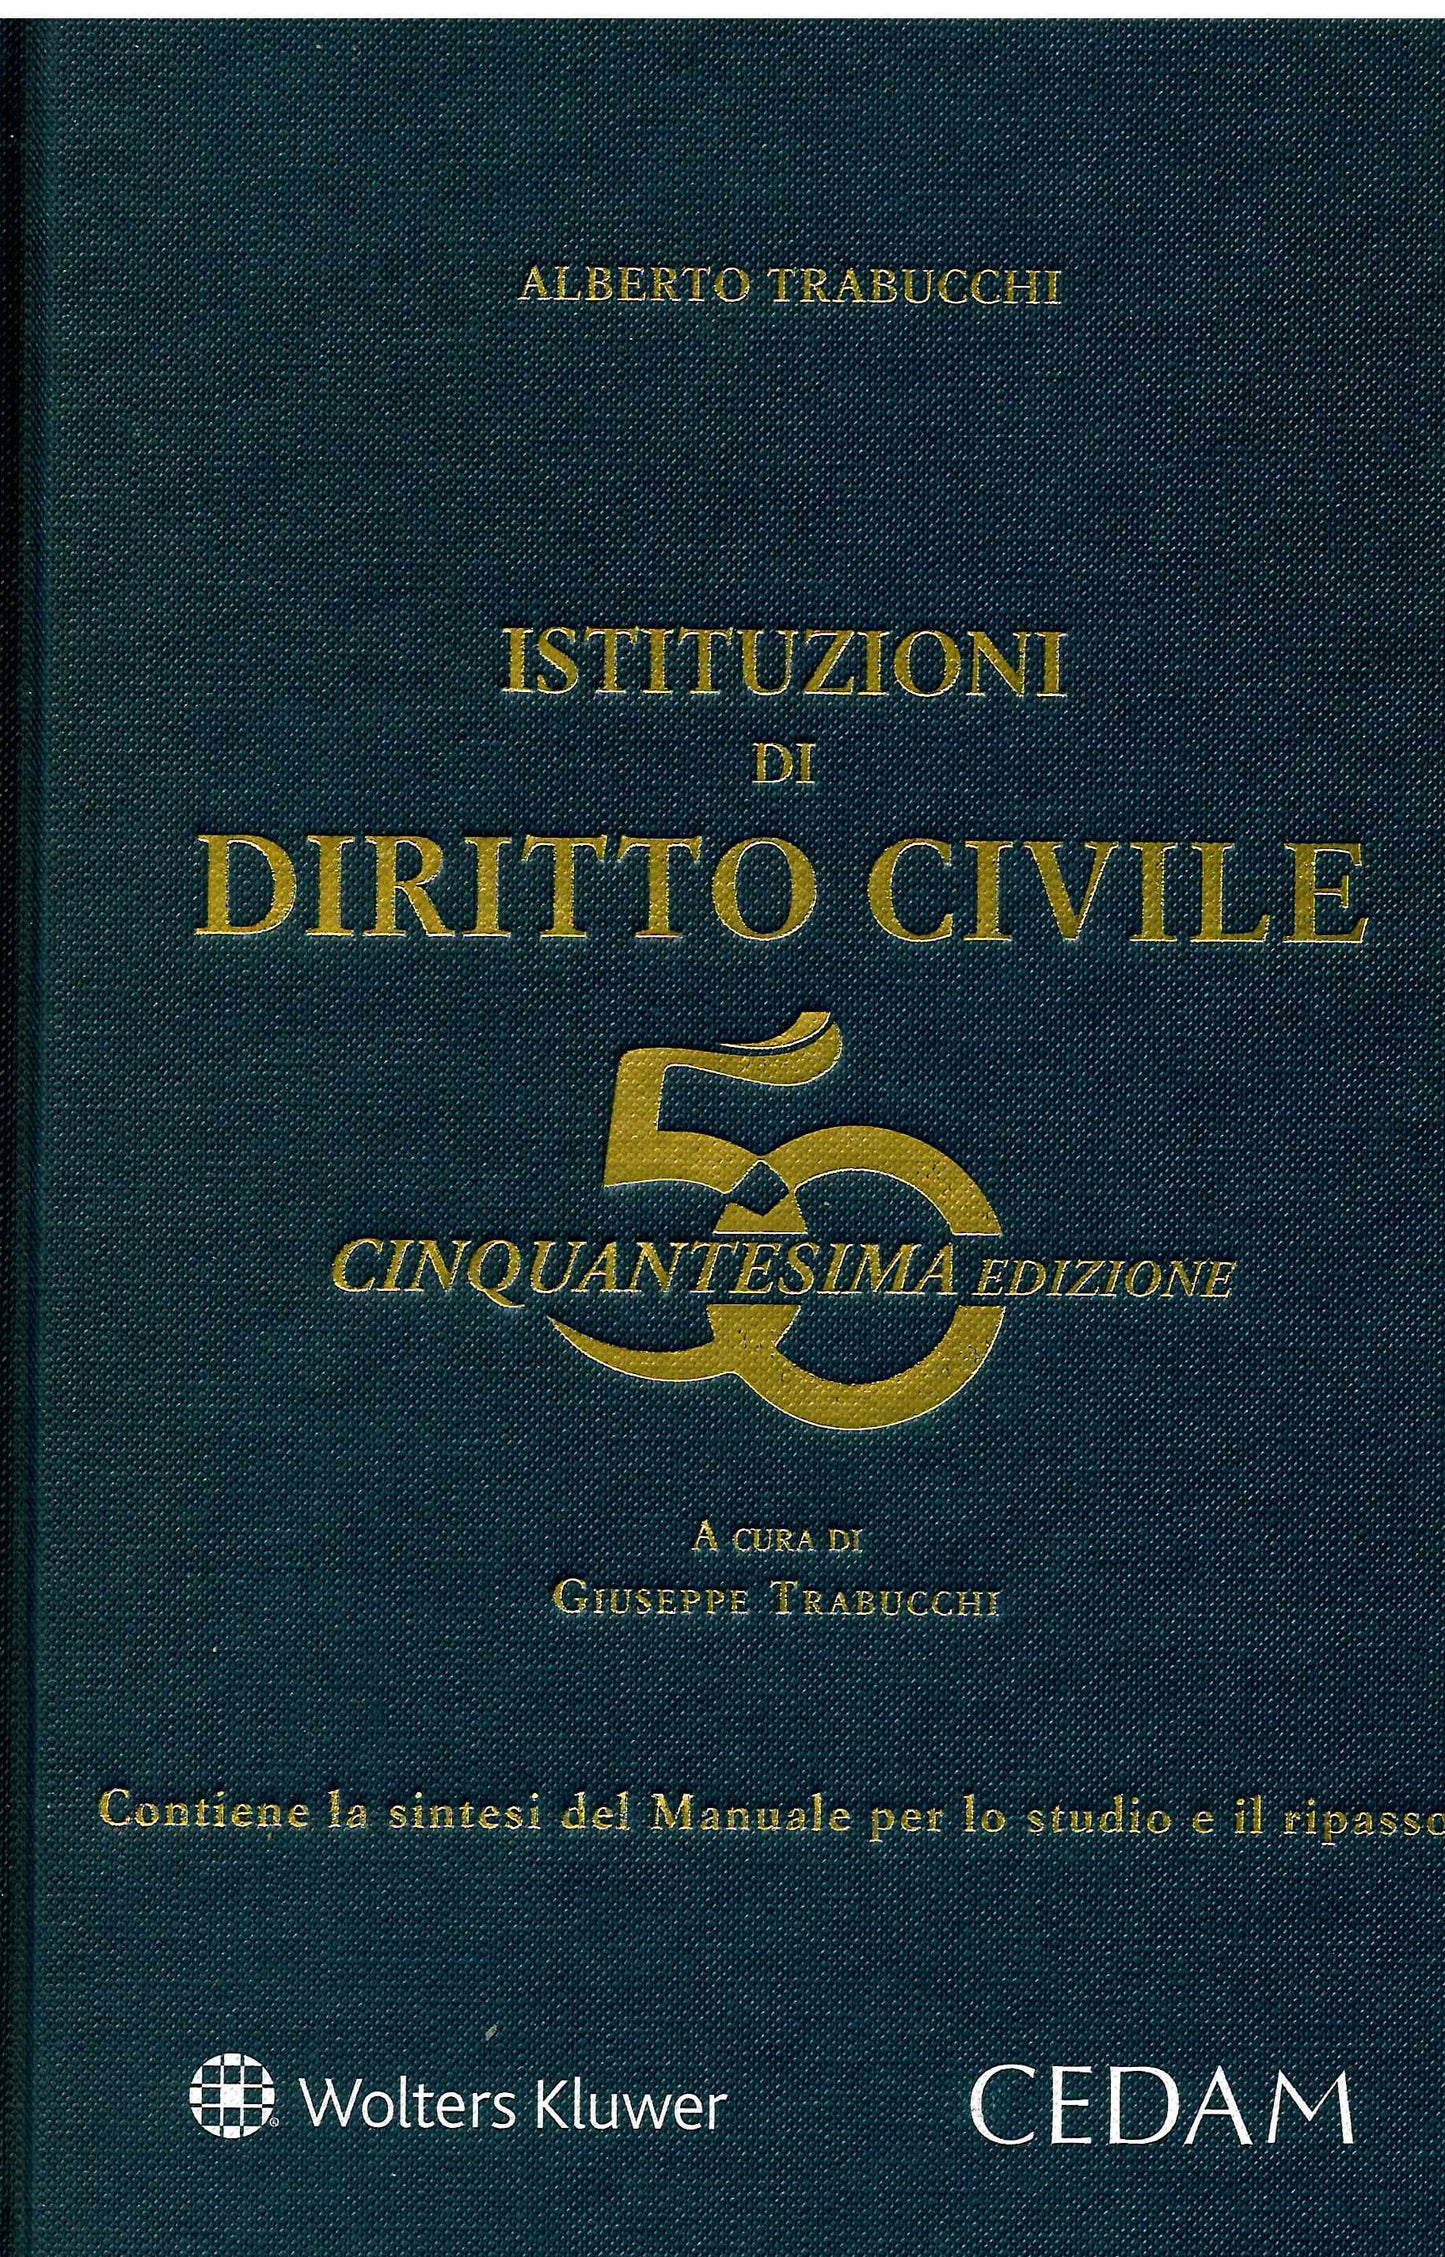 ALBERTO TRABUCCHI
ISTITUZIONI
DI
DIRITTO CIVILE
50
CINQUANTESIMA EDIZIONE
A CURA DI
GIUSEPPE TRABUCCHI
Contiene la sintesi del Manuale per lo studio e il ripasso
Wolters Kluwer
CEDAM